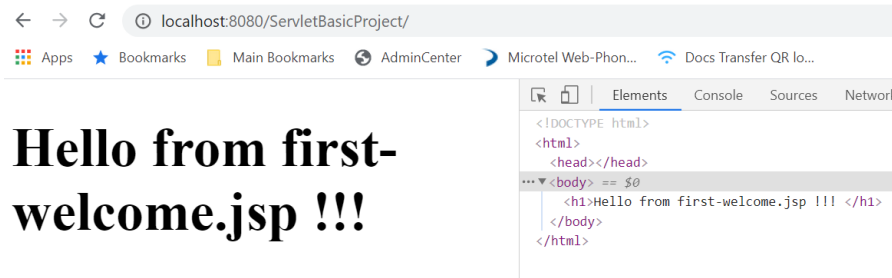 localhost:8080/ServletBasicProject/
Apps Bookmarks Main Bookmarks AdminCenter Microtel Web-Phon... Docs Transfer QR lo...
Hello from first-
welcome.jsp !!!
Elements Console Sources Networ
<!DOCTYPE html>
<html>
<head></head>
<body> == $0
<h1>Hello from first-welcome.jsp !!! </h1>
</body>
</html>